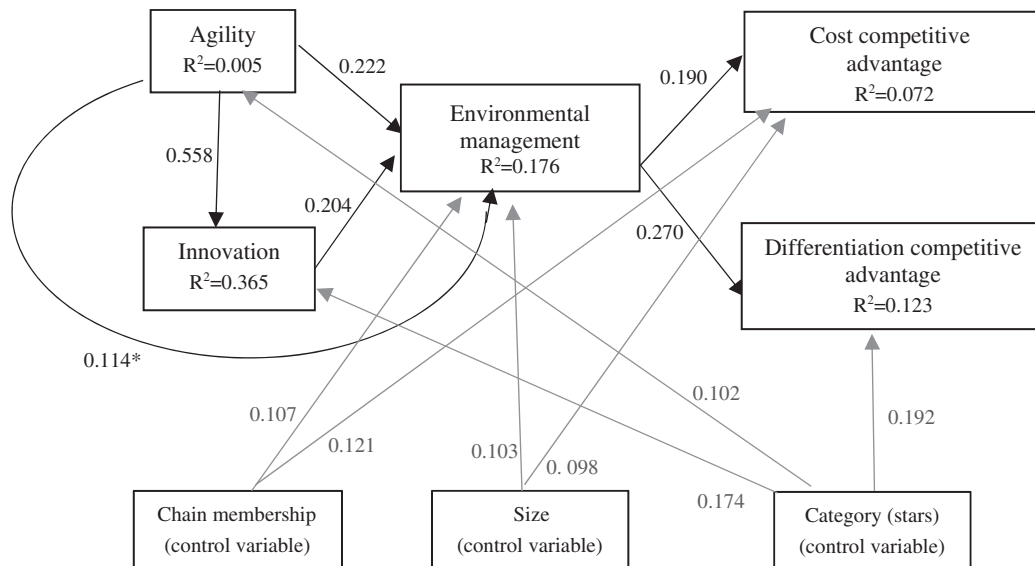 Agility
R²=0.005
0.222
0.558
Innovation
R²=0.365
0.204
0.114*
Environmental
management
R²=0.176
0.190
0.270
Cost competitive
advantage
R²=0.072
Differentiation competitive
advantage
R²=0.123
0.107
0.121
0.103
0. 098
0.102
0.174
0.192
Chain membership
(control variable)
Size
(control variable)
Category (stars)
(control variable)